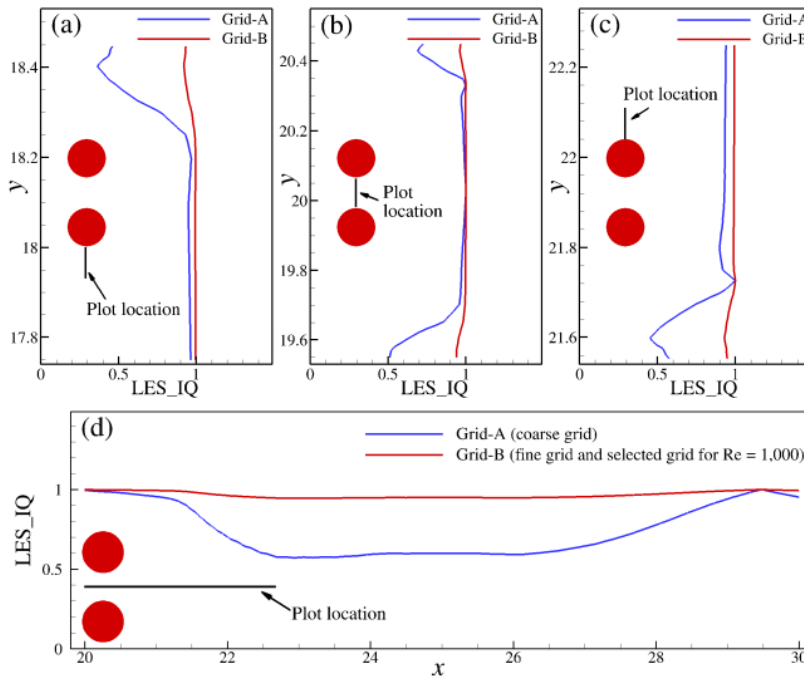 (a)
Grid-A
Grid-B
18.4
18.2
18
17.8
y
Plot location
0
0.5
1
LES_IQ
(b)
Grid-A
Grid-B
20.4
20.2
20
19.8
19.6
y
Plot
location
0
0.5
1
LES_IQ
(c)
Grid-A
Grid-B
22.2
22
21.8
21.6
y
Plot location
0
0.5
1
LES_IQ
(d)
Grid-A (coarse grid)
Grid-B (fine grid and selected grid for Re = 1,000)
1
0.5
0
LES_IQ
Plot location
20
22
24
26
28
30
x